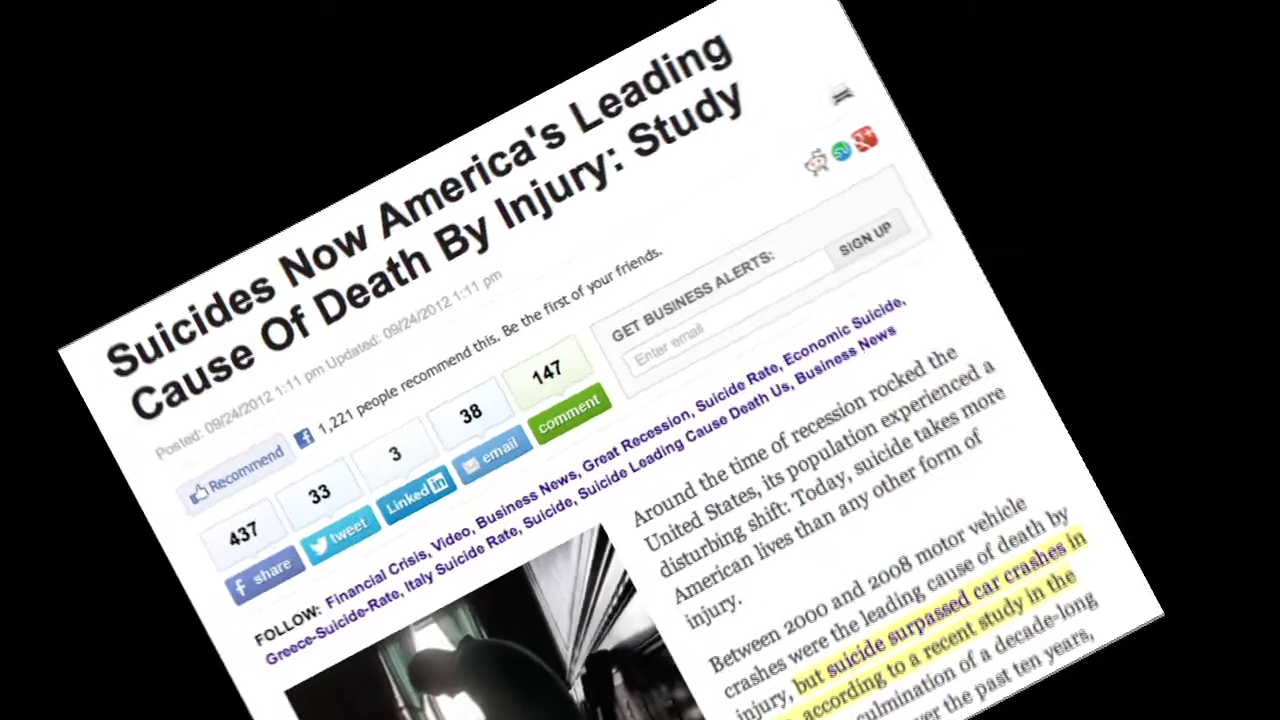 Suicides Now America's Leading
Cause Of Death By Injury: Study
Posted: 09/24/2012 1:11 pm Updated: 09/24/2012 1:11 pm
Recommend
1,221 people recommend this. Be the first of your friends.
437
33
3
38
147
share
tweet
Linked in
email
comment
GET BUSINESS ALERTS:
Enter email
SIGN UP
FOLLOW: Financial Crisis, Video, Business News, Great Recession, Suicide Rate, Economic Suicide,
Greece-Suicide-Rate, Italy Suicide Rate, Suicide, Suicide Leading Cause Death Us, Business News
Around the time of recession rocked the
United States, its population experienced a
disturbing shift: Today, suicide takes more
American lives than any other form of
injury.
Between 2000 and 2008 motor vehicle
crashes were the leading cause of death by
injury, but suicide surpassed car crashes in
according to a recent study in the
culmination of a decade-long
over the past ten years,